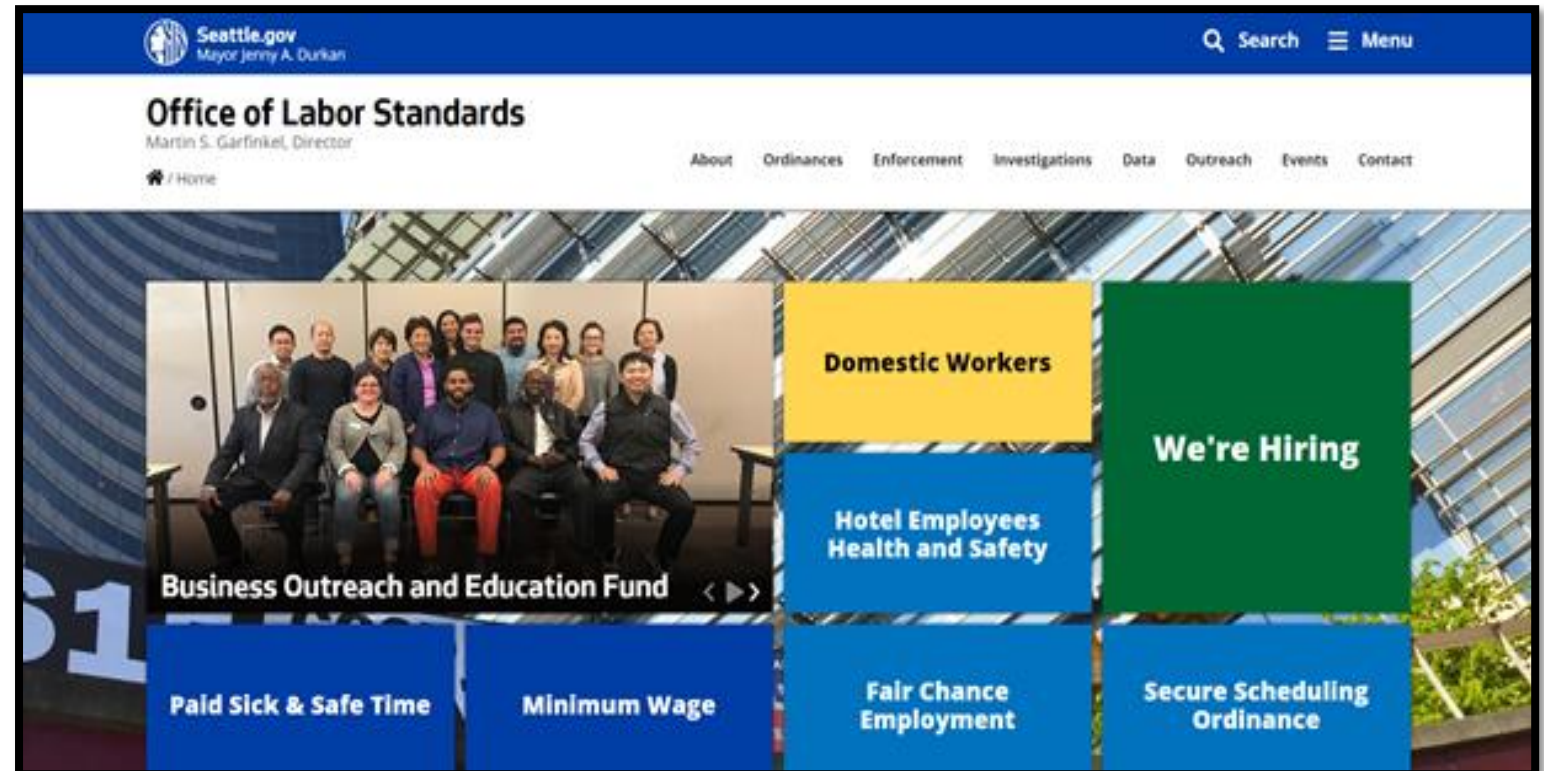 Seattle.gov
Mayor Jenny A. Durkan
Search
Menu
Office of Labor Standards
Martin S. Garfinkel, Director
/ Home
About
Ordinances
Enforcement
Investigations
Data
Outreach
Events
Contact
Domestic Workers
We're Hiring
Hotel Employees
Health and Safety
Business Outreach and Education Fund
$1
Paid Sick & Safe Time
Minimum Wage
Fair Chance
Employment
Secure Scheduling
Ordinance